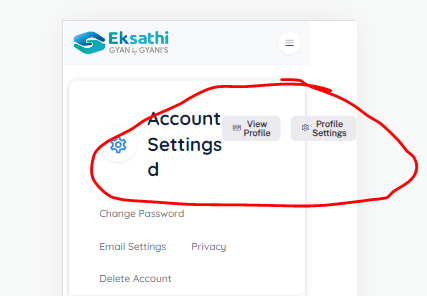 Eksathi
GYAN by GYANI'S
Account
Settings
d
View
Profile
Profile
Settings
Change Password
Email Settings Privacy
Delete Account